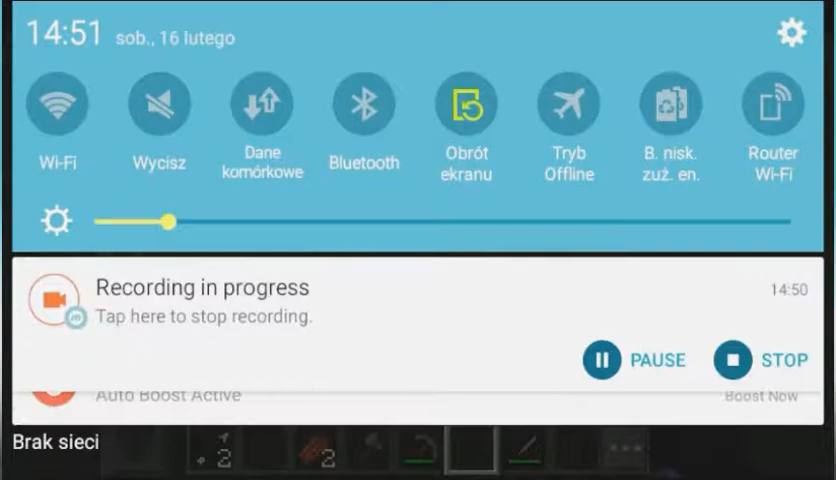 14:51 sob., 16 lutego
Wi-Fi
Wycisz
Dane
komórkowe
Bluetooth
Obrót
ekranu
Tryb
Offline
B. nisk.
zuż. en.
Router
Wi-Fi
Recording in progress
14:50
Tap here to stop recording.
PAUSE
STOP
Auto Boost Active
Boost Now
Brak sieci
2
2